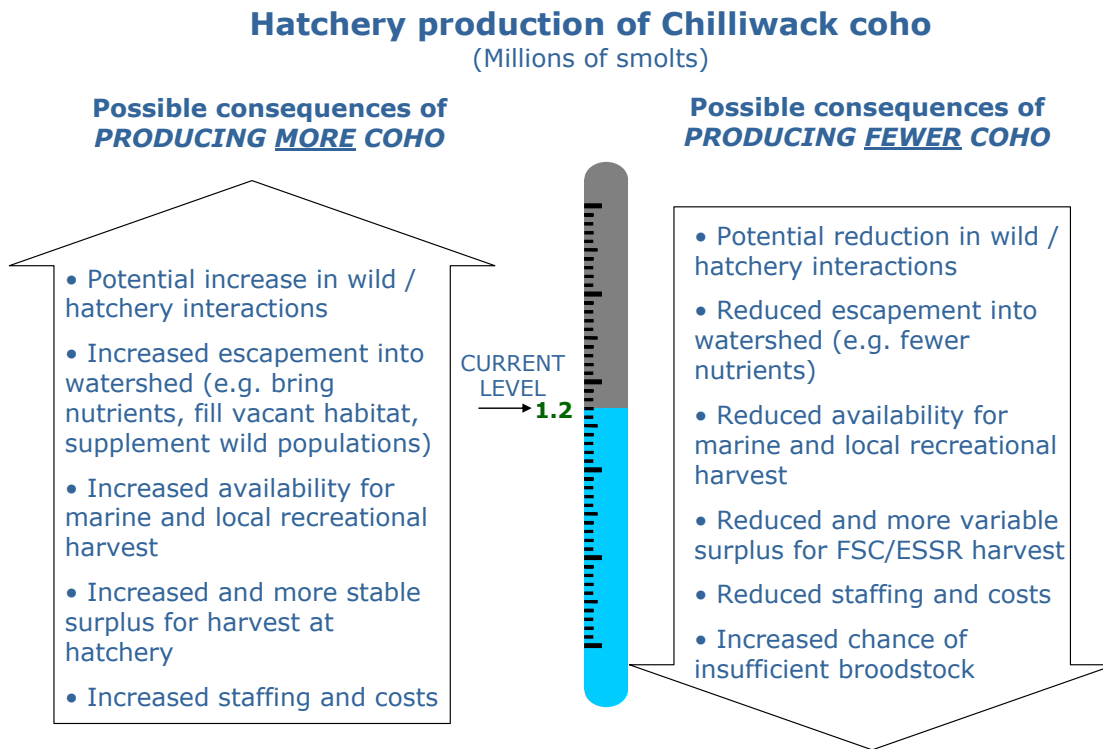 Hatchery production of Chilliwack coho
(Millions of smolts)
Possible consequences of
PRODUCING MORE COHO
• Potential increase in wild /
hatchery interactions
• Increased escapement into
watershed (e.g. bring
nutrients, fill vacant habitat,
supplement wild populations)
• Increased availability for
marine and local recreational
harvest
• Increased and more stable
surplus for harvest at
hatchery
• Increased staffing and costs
CURRENT
LEVEL
1.2
Possible consequences of
PRODUCING FEWER COHO
• Potential reduction in wild /
hatchery interactions
• Reduced escapement into
watershed (e.g. fewer
nutrients)
• Reduced availability for
marine and local recreational
harvest
• Reduced and more variable
surplus for FSC/ESSR harvest
• Reduced staffing and costs
• Increased chance of
insufficient broodstock